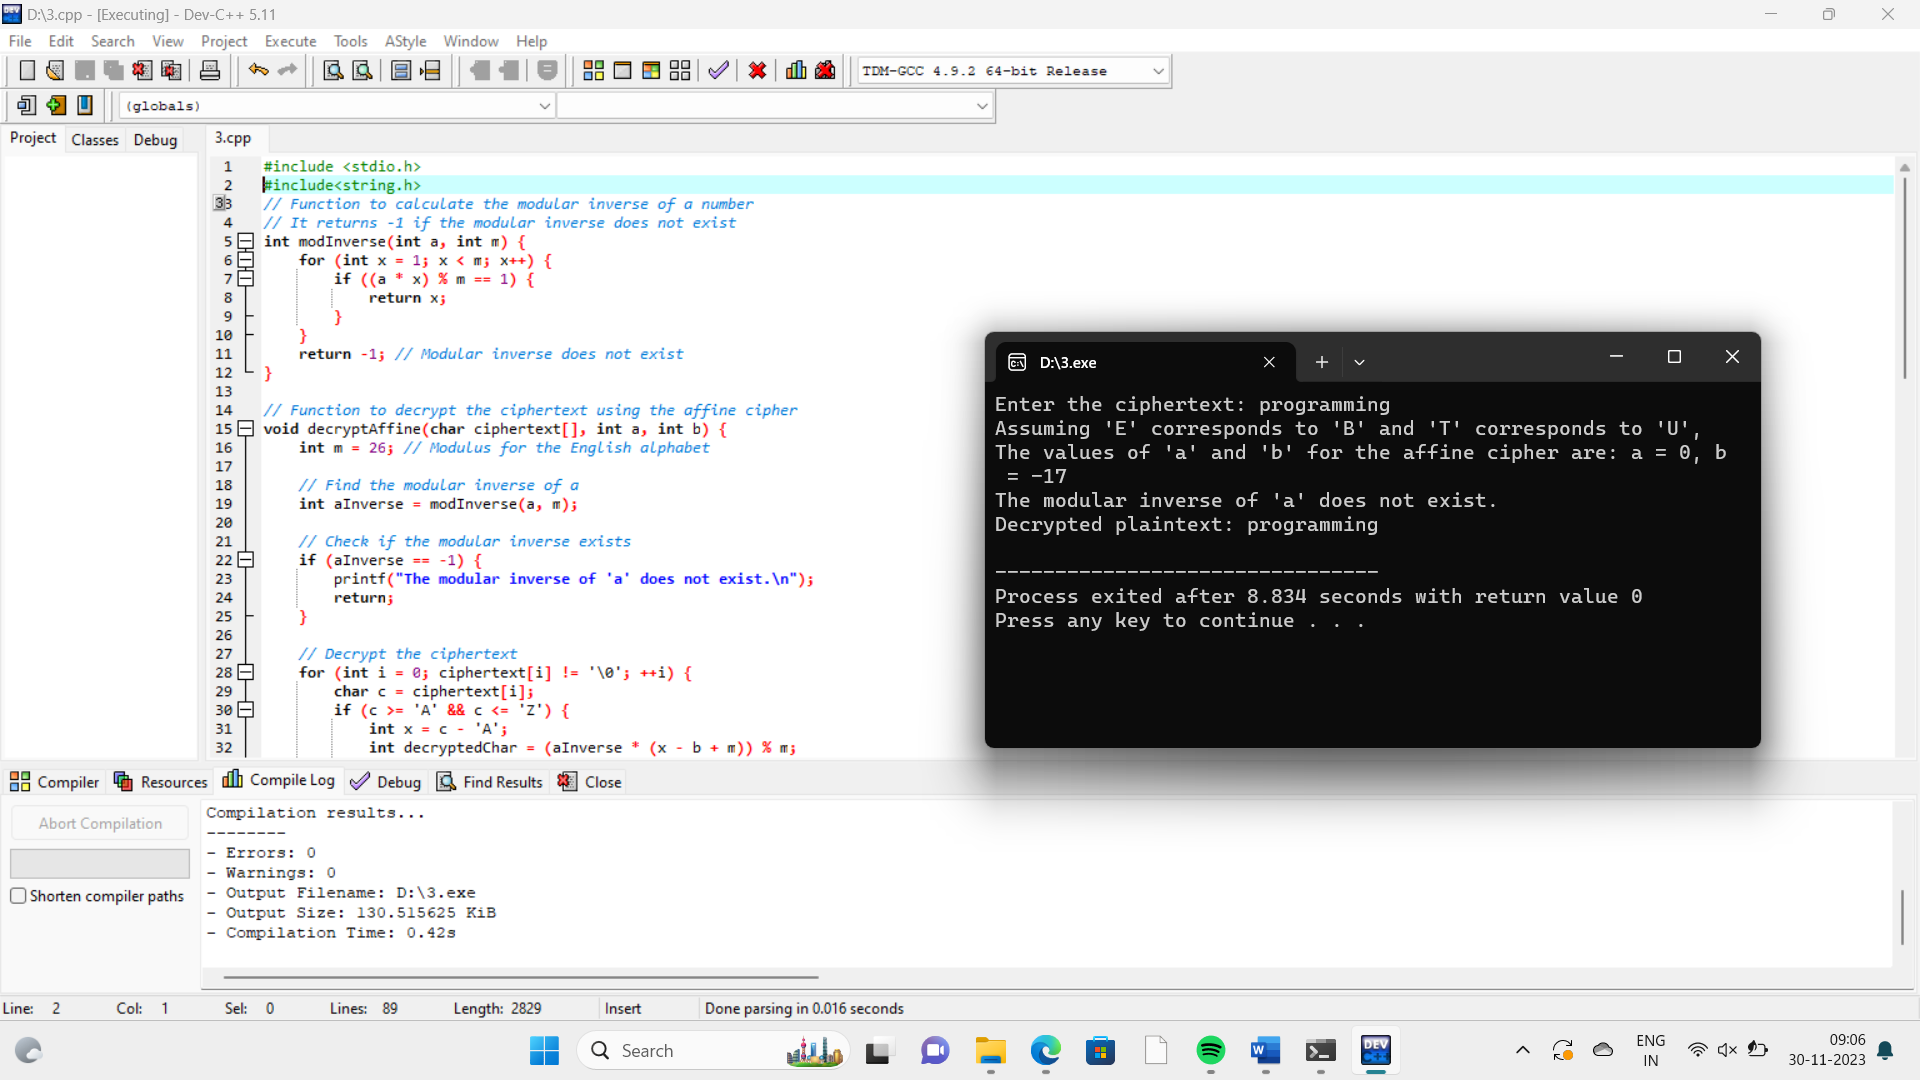 D:\3.cpp - [Executing] - Dev-C++ 5.11
File Edit Search View Project Execute Tools AStyle Window Help
TDM-GCC 4.9.2 64-bit Release
(globals)
Project Classes Debug
3.cpp
1 #include <stdio.h>
2 #include<string.h>
3 // Function to calculate the modular inverse of a number
4 // It returns -1 if the modular inverse does not exist
5 int modInverse(int a, int m) {
6 for (int x = 1; x < m; x++) {
7 if ((a * x) % m == 1) {
8 return x;
9 }
10 }
11 return -1; // Modular inverse does not exist
12 }
13
14 // Function to decrypt the ciphertext using the affine cipher
15 void decryptAffine(char ciphertext[], int a, int b) {
16 int m = 26; // Modulus for the English alphabet
17
18 // Find the modular inverse of a
19 int aInverse = modInverse(a, m);
20
21 // Check if the modular inverse exists
22 if (aInverse == -1) {
23 printf("The modular inverse of 'a' does not exist.\n");
24 return;
25 }
26
27 // Decrypt the ciphertext
28 for (int i = 0; ciphertext[i] != '\0'; ++i) {
29 char c = ciphertext[i];
30 if (c >= 'A' && c <= 'Z') {
31 int x = c - 'A';
32 int decryptedChar = (aInverse * (x - b + m)) % m;
D:\3.exe
Enter the ciphertext: programming
Assuming 'E' corresponds to 'B' and 'T' corresponds to 'U',
The values of 'a' and 'b' for the affine cipher are: a = 0, b
= -17
The modular inverse of 'a' does not exist.
Decrypted plaintext: programming
--------------------------------
Process exited after 8.834 seconds with return value 0
Press any key to continue . . .
Compiler Resources Compile Log Debug Find Results Close
Abort Compilation
Shorten compiler paths
Compilation results...
--------
- Errors: 0
- Warnings: 0
- Output Filename: D:\3.exe
- Output Size: 130.515625 KiB
- Compilation Time: 0.42s
Line: 2 Col: 1 Sel: 0 Lines: 89 Length: 2829 Insert Done parsing in 0.016 seconds
Search
DEV C++
ENG
IN
09:06
30-11-2023